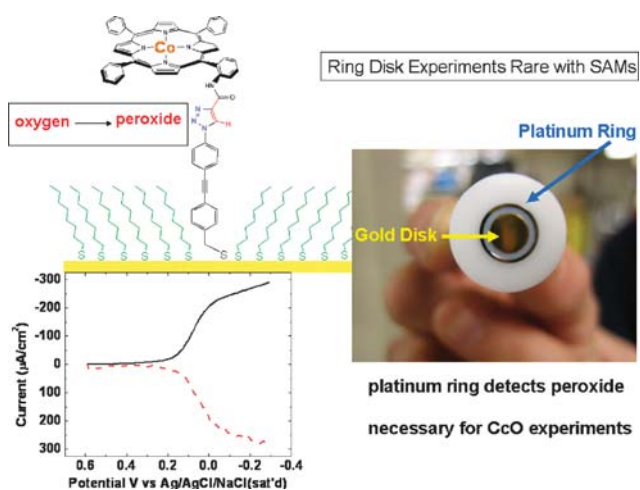 Co
N
N
N
N
HN
O
N
N
N
H
oxygen → peroxide
S S S S S S S S S S S
Ring Disk Experiments Rare with SAMs
Platinum Ring
Gold Disk
platinum ring detects peroxide
necessary for CcO experiments
Current (μA/cm²)
-300
-200
-100
0
100
200
300
0.6 0.4 0.2 0.0 -0.2 -0.4
Potential V vs Ag/AgCl/NaCl(sat'd)